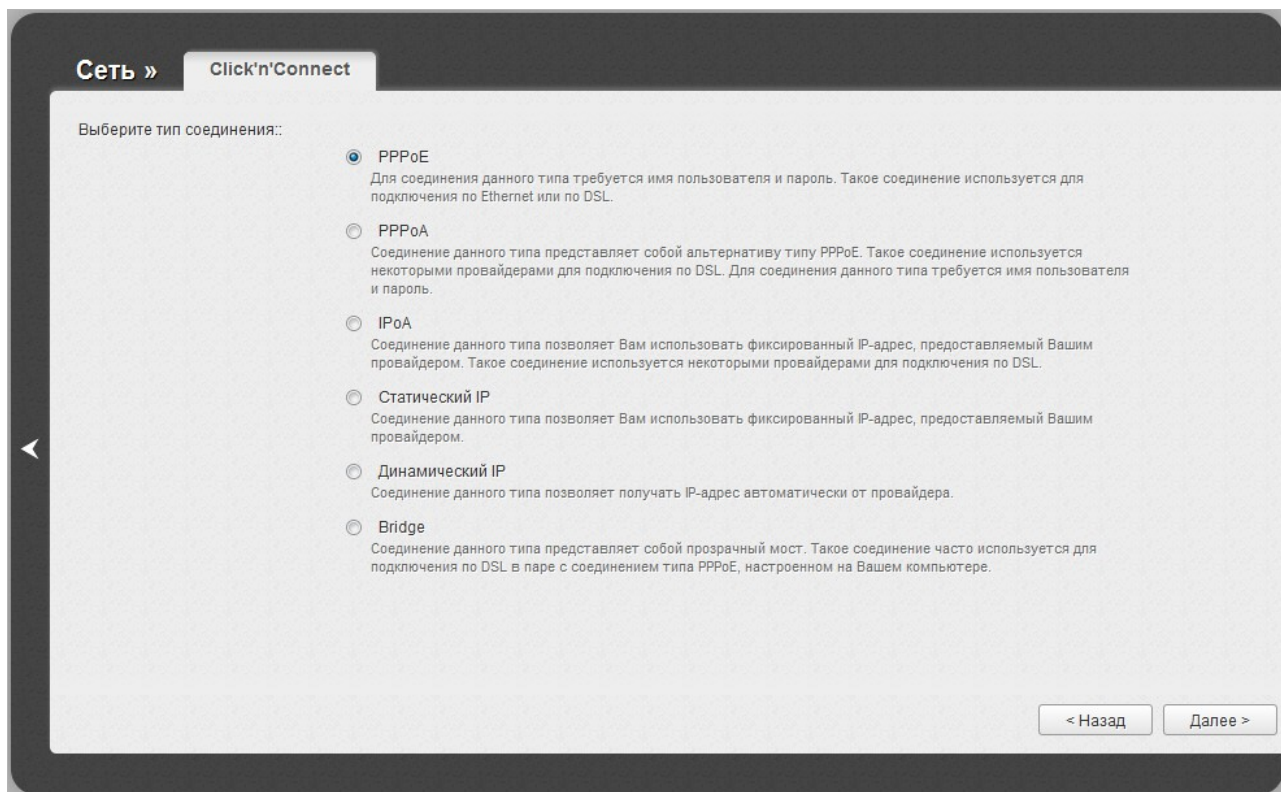 Сеть »
Click'n'Connect
Выберите тип соединения::
PPPoE
Для соединения данного типа требуется имя пользователя и пароль. Такое соединение используется для
подключения по Ethernet или по DSL.
PPPoA
Соединение данного типа представляет собой альтернативу типу PPPoE. Такое соединение используется
некоторыми провайдерами для подключения по DSL. Для соединения данного типа требуется имя пользователя
и пароль.
IPoA
Соединение данного типа позволяет Вам использовать фиксированный IP-адрес, предоставляемый Вашим
провайдером. Такое соединение используется некоторыми провайдерами для подключения по DSL.
Статический IP
Соединение данного типа позволяет Вам использовать фиксированный IP-адрес, предоставляемый Вашим
провайдером.
Динамический IP
Соединение данного типа позволяет получать IP-адрес автоматически от провайдера.
Bridge
Соединение данного типа представляет собой прозрачный мост. Такое соединение часто используется для
подключения по DSL в паре с соединением типа PPPoE, настроенном на Вашем компьютере.
< Назад
Далее >